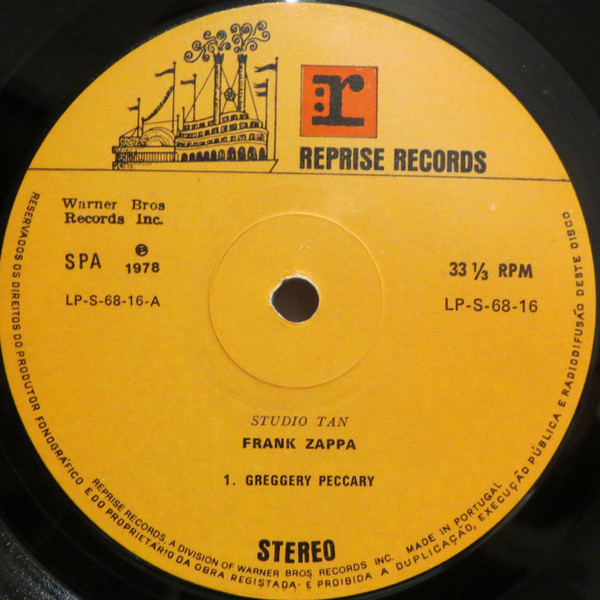 r
REPRISE RECORDS
Warner Bros
Records Inc.
SPA
℗
1978
33 1/3 RPM
LP-S-68-16-A
LP-S-68-16
STUDIO TAN
FRANK ZAPPA
1. GREGGERY PECCARY
STEREO
REPRISE RECORDS, A DIVISION OF WARNER BROS. RECORDS INC. MADE IN PORTUGAL
RESERVADOS OS DIREITOS DO PRODUTOR FONOGRÁFICO E DO PROPRIETÁRIO DA OBRA REGISTADA · É PROIBIDA A DUPLICAÇÃO, EXECUÇÃO PÚBLICA E RADIODIFUSÃO DESTE DISCO